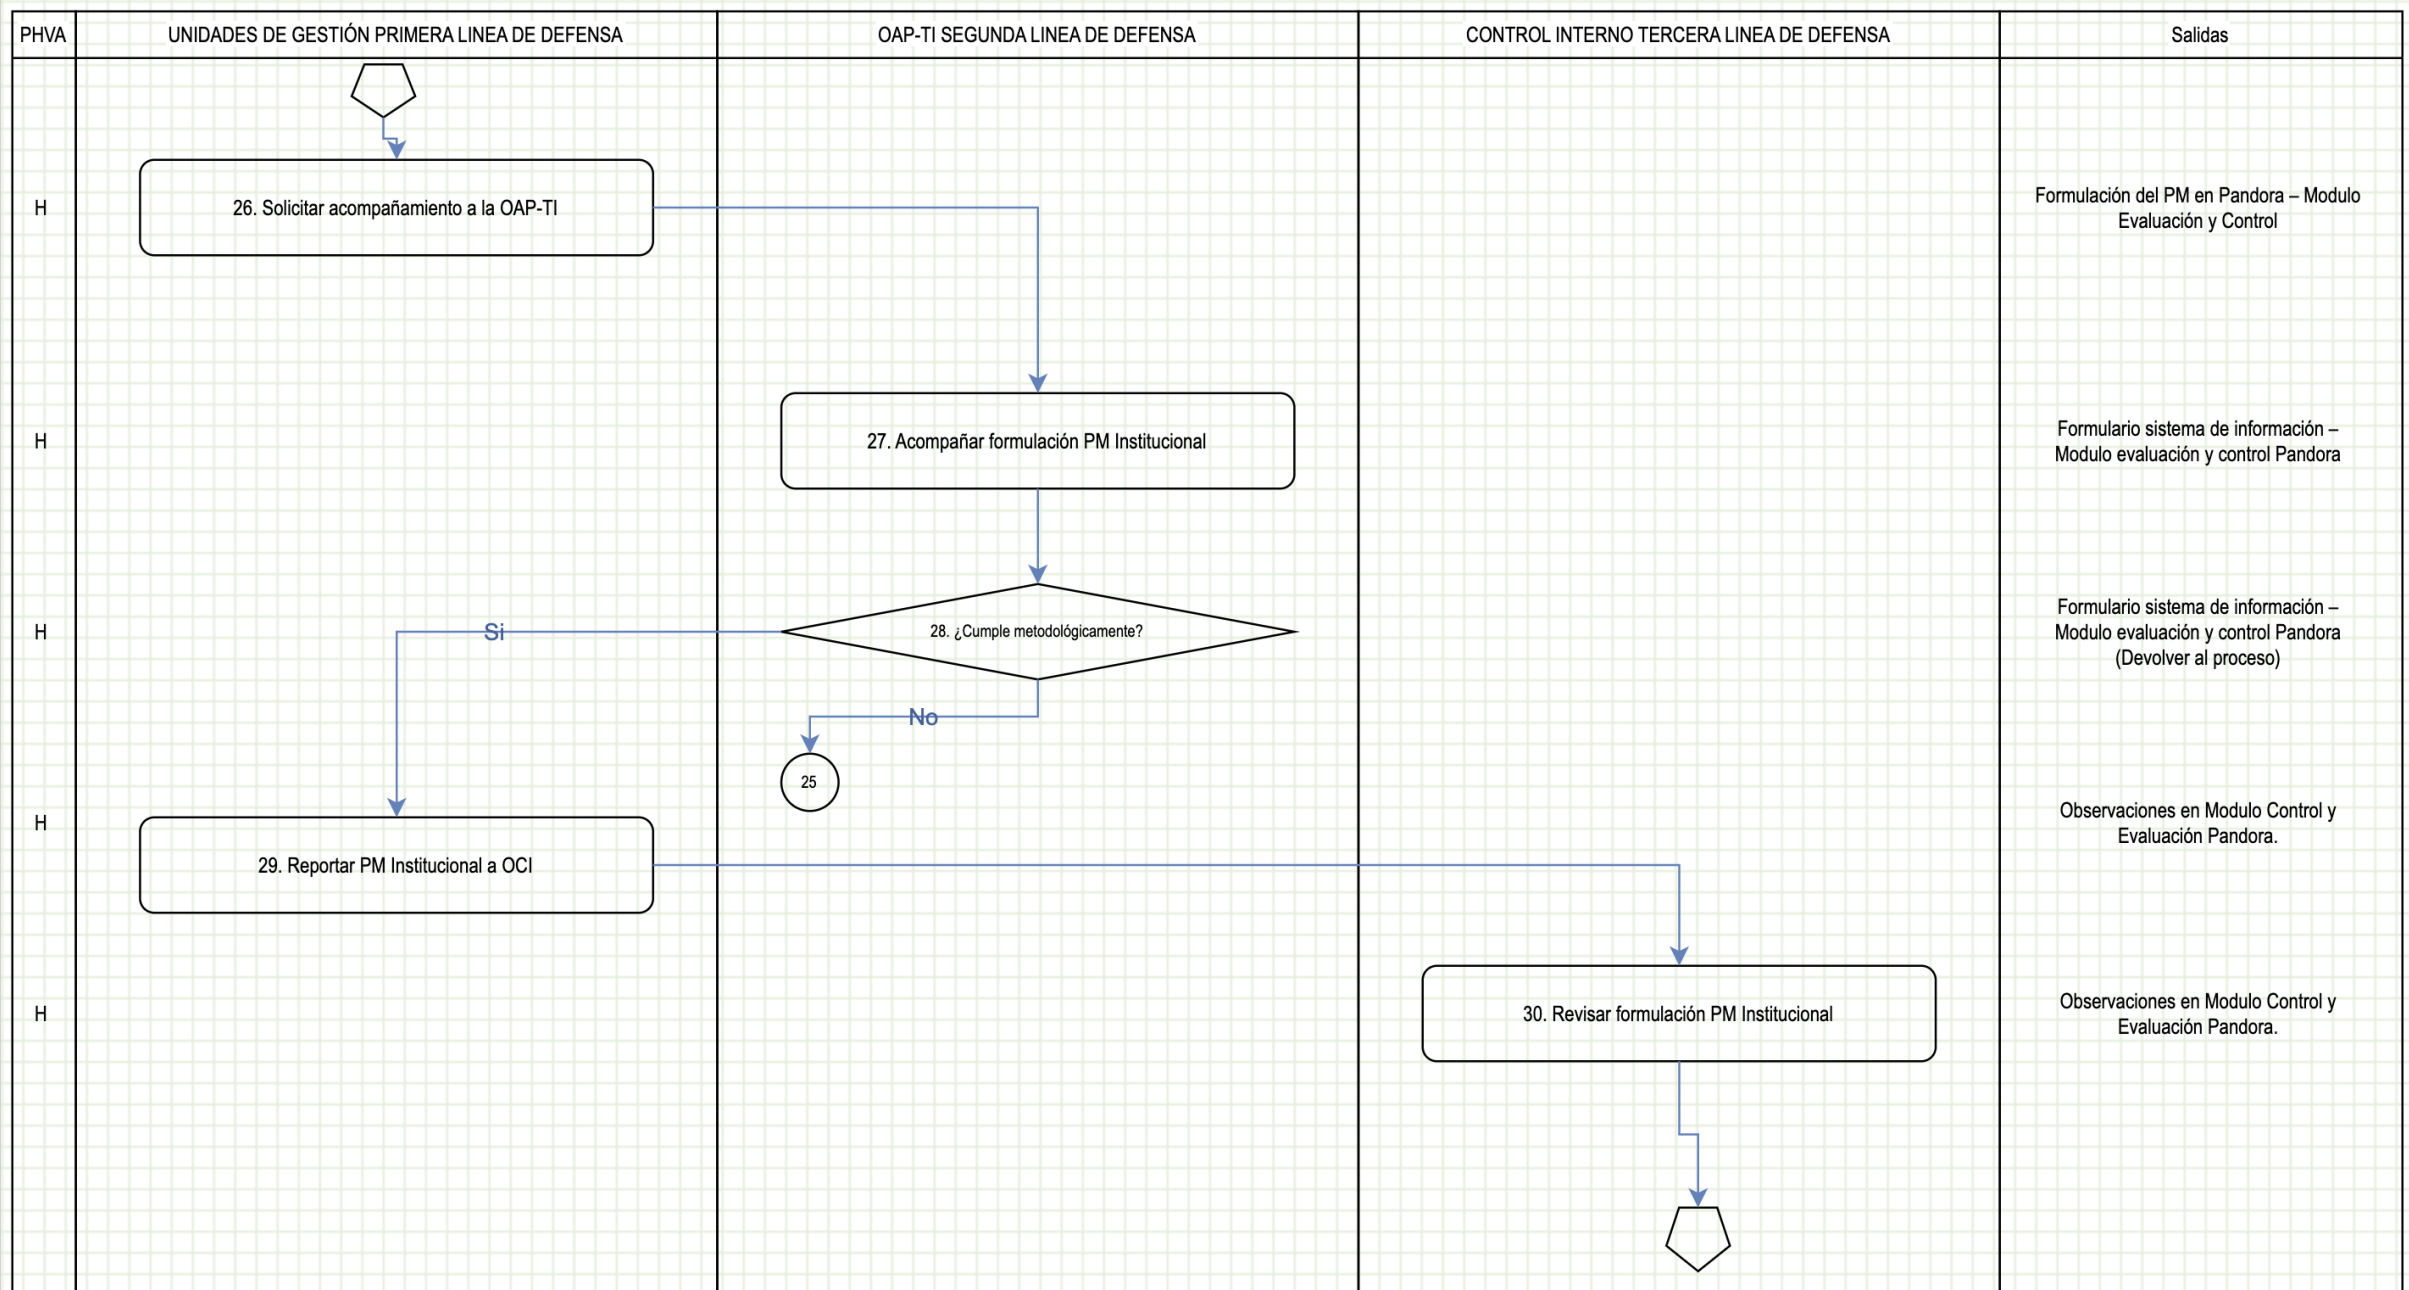 PHVA
UNIDADES DE GESTIÓN PRIMERA LINEA DE DEFENSA
OAP-TI SEGUNDA LINEA DE DEFENSA
CONTROL INTERNO TERCERA LINEA DE DEFENSA
Salidas
H
26. Solicitar acompañamiento a la OAP-TI
Formulación del PM en Pandora – Modulo
Evaluación y Control
H
27. Acompañar formulación PM Institucional
Formulario sistema de información –
Modulo evaluación y control Pandora
H
Si
28. ¿Cumple metodológicamente?
Formulario sistema de información –
Modulo evaluación y control Pandora
(Devolver al proceso)
No
25
H
29. Reportar PM Institucional a OCI
Observaciones en Modulo Control y
Evaluación Pandora.
H
30. Revisar formulación PM Institucional
Observaciones en Modulo Control y
Evaluación Pandora.